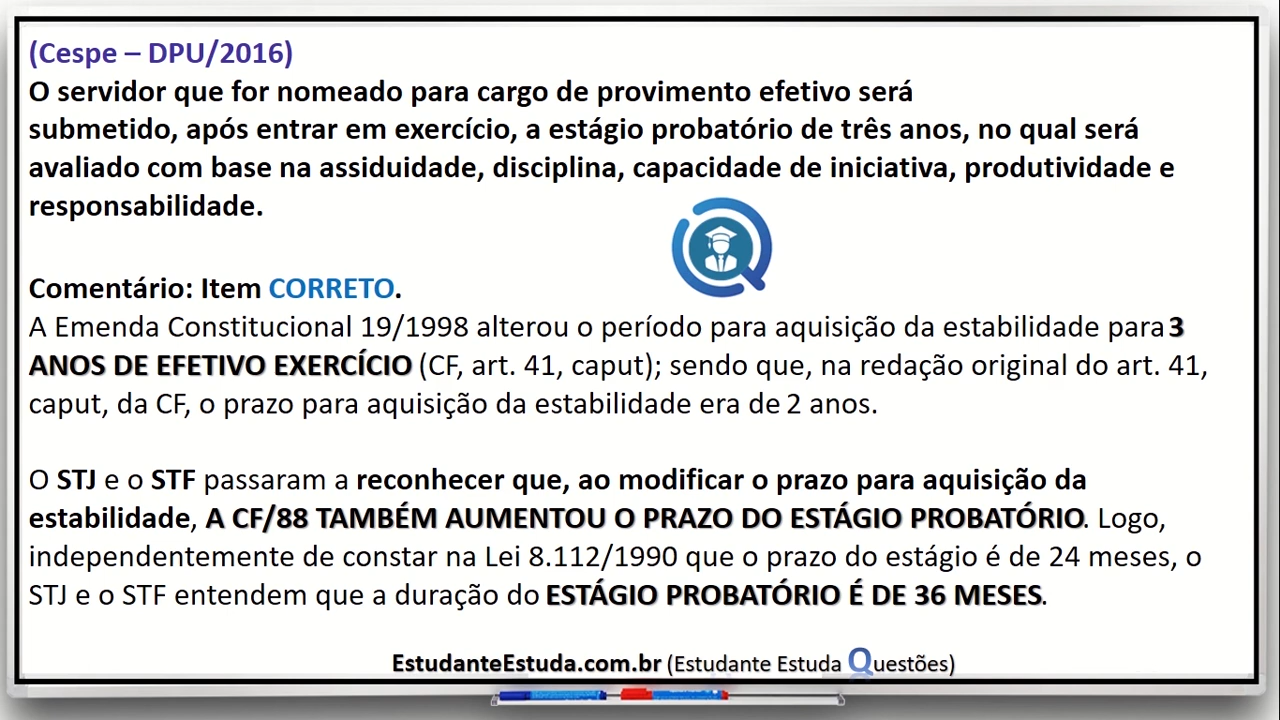 (Cespe – DPU/2016)
O servidor que for nomeado para cargo de provimento efetivo será
submetido, após entrar em exercício, a estágio probatório de três anos, no qual será
avaliado com base na assiduidade, disciplina, capacidade de iniciativa, produtividade e
responsabilidade.
Comentário: Item CORRETO.
A Emenda Constitucional 19/1998 alterou o período para aquisição da estabilidade para 3
ANOS DE EFETIVO EXERCÍCIO (CF, art. 41, caput); sendo que, na redação original do art. 41,
caput, da CF, o prazo para aquisição da estabilidade era de 2 anos.
O STJ e o STF passaram a reconhecer que, ao modificar o prazo para aquisição da
estabilidade, A CF/88 TAMBÉM AUMENTOU O PRAZO DO ESTÁGIO PROBATÓRIO. Logo,
independentemente de constar na Lei 8.112/1990 que o prazo do estágio é de 24 meses, o
STJ e o STF entendem que a duração do ESTÁGIO PROBATÓRIO É DE 36 MESES.
EstudanteEstuda.com.br (Estudante Estuda Questões)